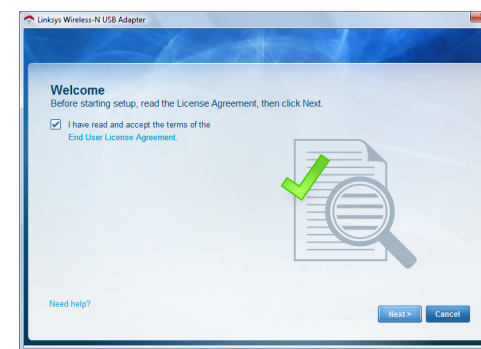 Linksys Wireless-N USB Adapter
Welcome
Before starting setup, read the License Agreement, then click Next.
I have read and accept the terms of the
End User License Agreement.
Need help?
Next >
Cancel